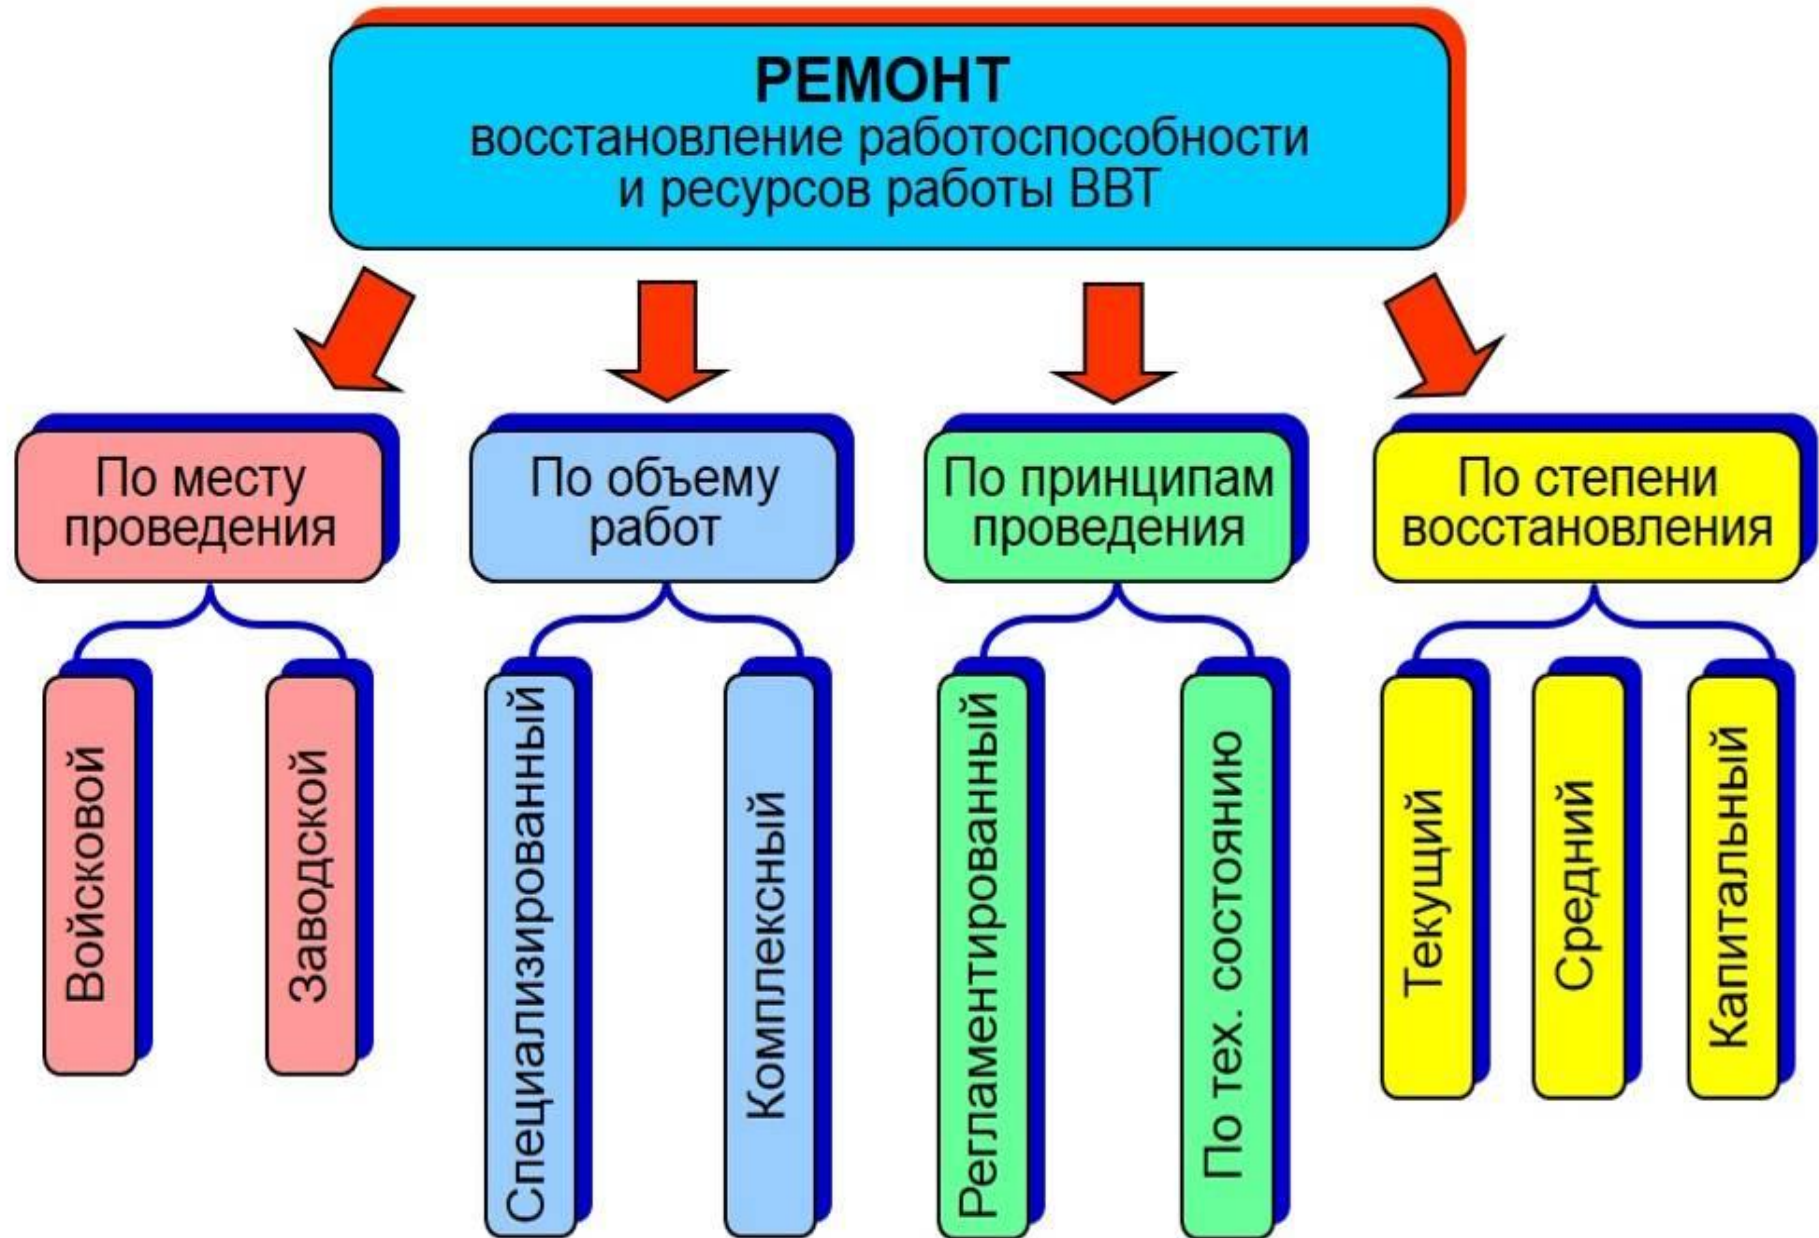 РЕМОНТ
восстановление работоспособности
и ресурсов работы ВВТ
По месту
проведения
По объему
работ
По принципам
проведения
По степени
восстановления
Войсковой
Заводской
Специализированный
Комплексный
Регламентированный
По тех. состоянию
Текущий
Средний
Капитальный